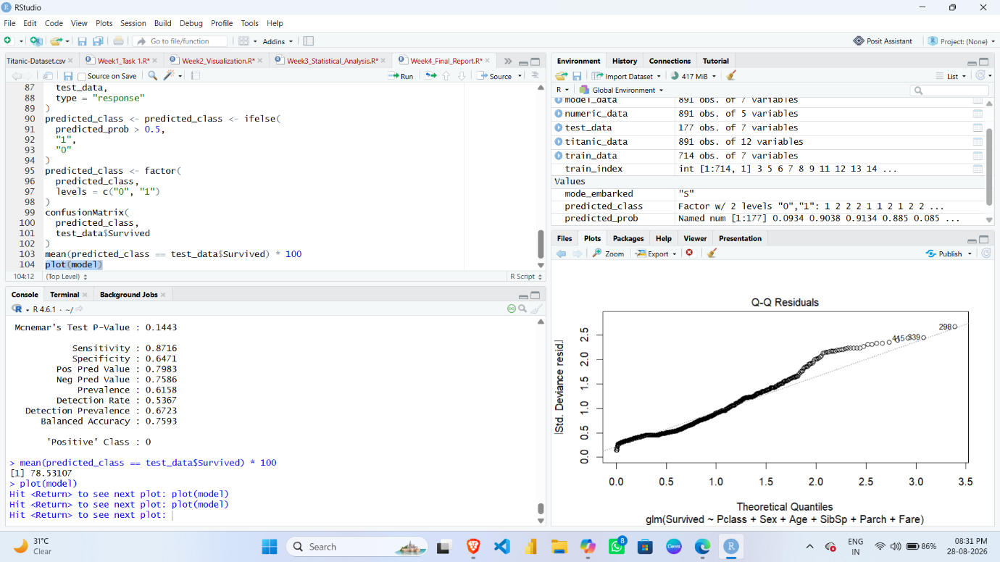 RStudio
File Edit Code View Plots Session Build Debug Profile Tools Help
Go to file/function Addins Posit Assistant Project: (None)
Titanic-Dataset.csv Week1_Task 1.R* Week2_Visualization.R* Week3_Statistical_Analysis.R* Week4_Final_Report.R*
Source on Save Run Source
87 test_data,
88 type = "response"
89 )
90 predicted_class <- predicted_class <- ifelse(
91 predicted_prob > 0.5,
92 "1",
93 "0"
94 )
95 predicted_class <- factor(
96 predicted_class,
97 levels = c("0", "1")
98 )
99 confusionMatrix(
100 predicted_class,
101 test_data$Survived
102 )
103 mean(predicted_class == test_data$Survived) * 100
104 plot(model)
104:12 (Top Level) R Script
Console Terminal Background Jobs
R R 4.6.1 · ~/
Mcnemar's Test P-Value : 0.1443
Sensitivity : 0.8716
Specificity : 0.6471
Pos Pred Value : 0.7983
Neg Pred Value : 0.7586
Prevalence : 0.6158
Detection Rate : 0.5367
Detection Prevalence : 0.6723
Balanced Accuracy : 0.7593
'Positive' Class : 0
> mean(predicted_class == test_data$Survived) * 100
[1] 78.53107
> plot(model)
Hit <Return> to see next plot: plot(model)
Hit <Return> to see next plot: plot(model)
Hit <Return> to see next plot:
Environment History Connections Tutorial
Import Dataset 417 MiB List
R Global Environment
model_data 891 obs. of 7 variables
numeric_data 891 obs. of 5 variables
test_data 177 obs. of 7 variables
titanic_data 891 obs. of 12 variables
train_data 714 obs. of 7 variables
train_index int [1:714, 1] 3 5 6 7 8 9 11 12 13 14 ...
Values
mode_embarked "S"
predicted_class Factor w/ 2 levels "0","1": 1 2 2 2 1 1 2 1 2 2 ...
predicted_prob Named num [1:177] 0.0934 0.9038 0.9134 0.885 0.085 ...
Files Plots Packages Help Viewer Presentation
Zoom Export Publish
Q-Q Residuals
|Std. Deviance resid.|
2.5
2.0
1.5
1.0
0.5
0.0
298
415 339
0.0 0.5 1.0 1.5 2.0 2.5 3.0 3.5
Theoretical Quantiles
glm(Survived ~ Pclass + Sex + Age + SibSp + Parch + Fare)
31°C
Clear
Search
8
ENG
IN
86%
08:31 PM
28-08-2026